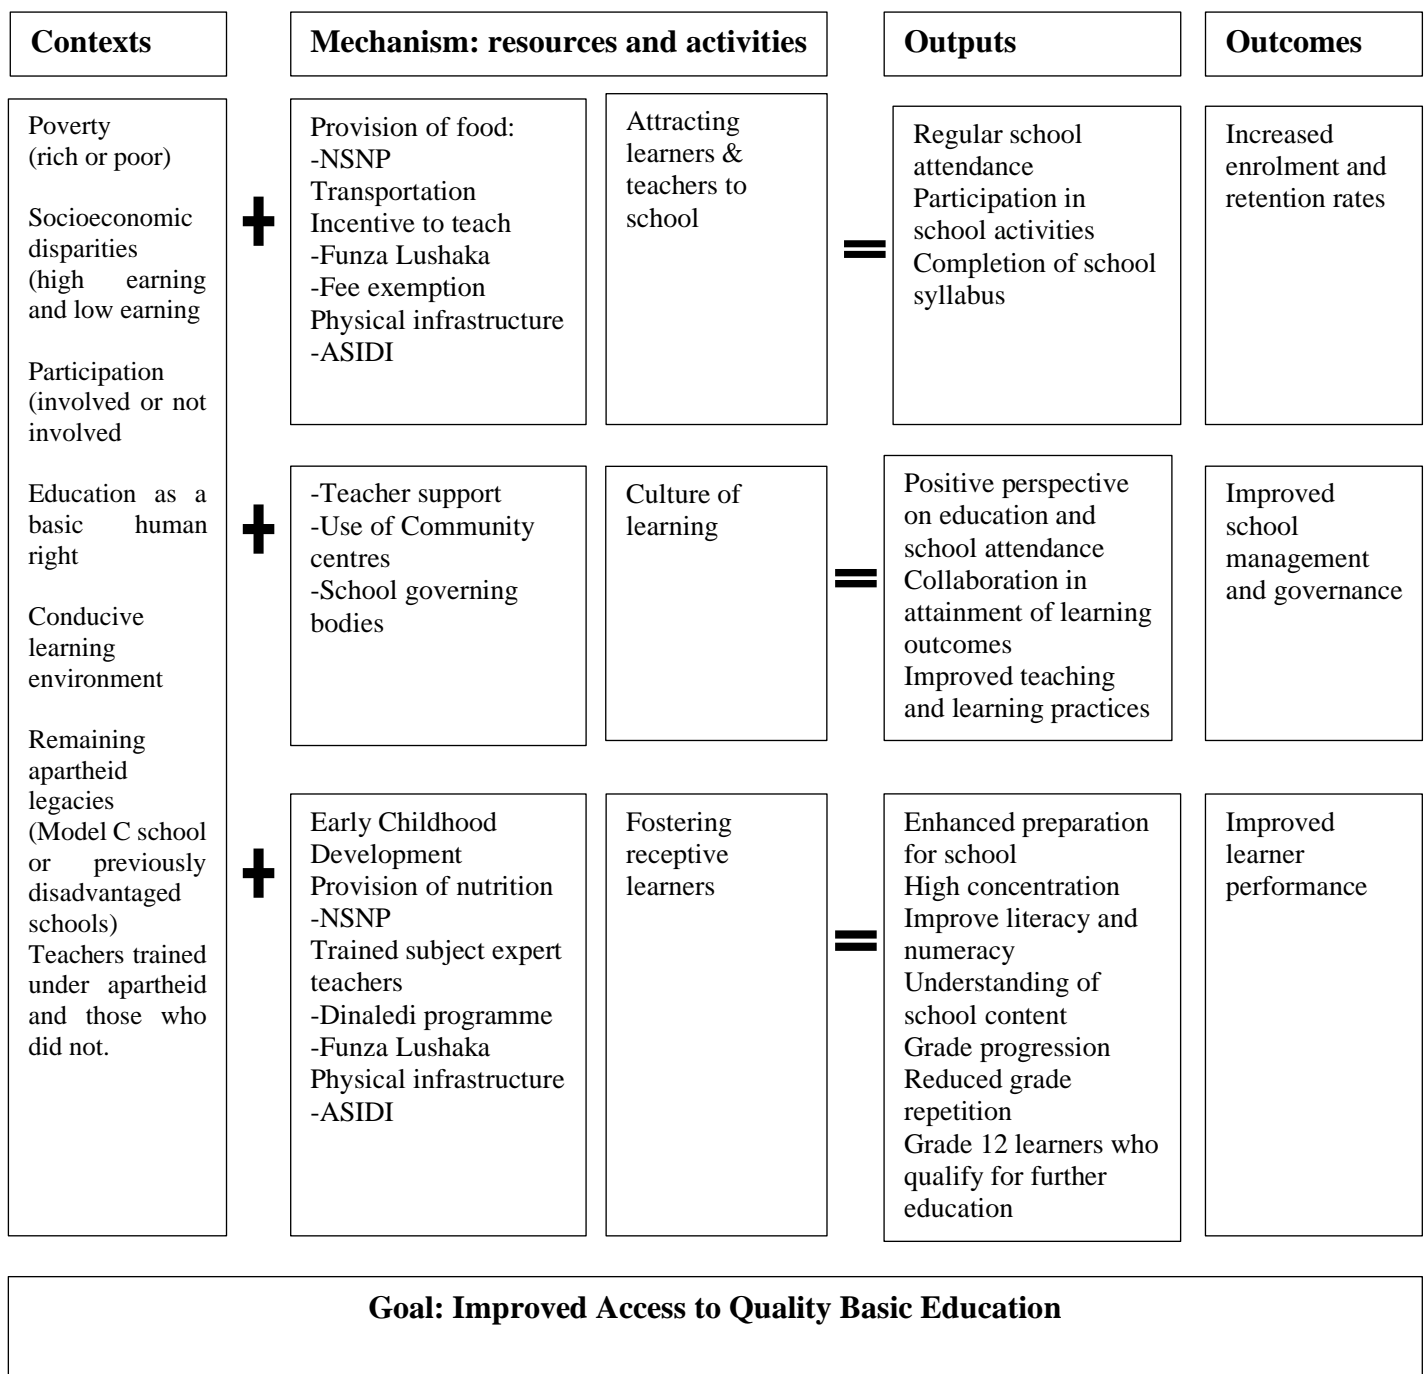 Contexts
Mechanism: resources and activities
Outputs
Outcomes
Poverty
(rich or poor)
Socioeconomic
disparities
(high earning
and low earning
Participation
(involved or not
involved
Education as a
basic human
right
Conducive
learning
environment
Remaining
apartheid
legacies
(Model C school
or previously
disadvantaged
schools)
Teachers trained
under apartheid
and those who
did not.
Provision of food:
-NSNP
Transportation
Incentive to teach
-Funza Lushaka
-Fee exemption
Physical infrastructure
-ASIDI
Attracting
learners &
teachers to
school
Regular school
attendance
Participation in
school activities
Completion of school
syllabus
Increased
enrolment and
retention rates
-Teacher support
-Use of Community
centres
-School governing
bodies
Culture of
learning
Positive perspective
on education and
school attendance
Collaboration in
attainment of learning
outcomes
Improved teaching
and learning practices
Improved
school
management
and governance
Early Childhood
Development
Provision of nutrition
-NSNP
Trained subject expert
teachers
-Dinaledi programme
-Funza Lushaka
Physical infrastructure
-ASIDI
Fostering
receptive
learners
Enhanced preparation
for school
High concentration
Improve literacy and
numeracy
Understanding of
school content
Grade progression
Reduced grade
repetition
Grade 12 learners who
qualify for further
education
Improved
learner
performance
Goal: Improved Access to Quality Basic Education